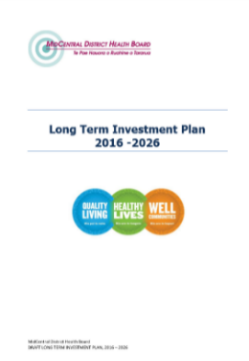 MIDCENTRAL DISTRICT HEALTH BOARD
Te Pae Hauora o Ruahine o Tararua
Long Term Investment Plan
2016 -2026
QUALITY
LIVING
HEALTHY
LIVES
WELL
COMMUNITIES
MidCentral District Health Board
DRAFT LONG TERM INVESTMENT PLAN, 2016 – 2026